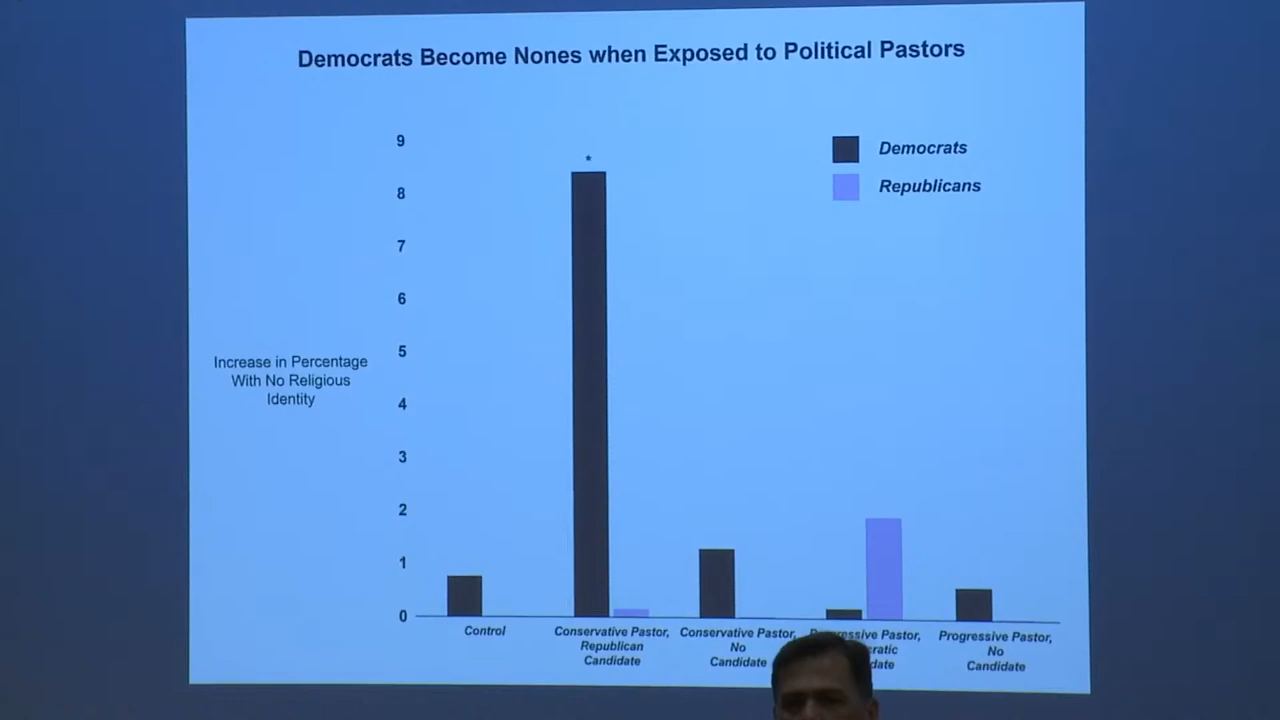 Democrats Become Nones when Exposed to Political Pastors
9
8
7
6
5
4
3
2
1
0
*
Democrats
Republicans
Increase in Percentage
With No Religious
Identity
Control
Conservative Pastor,
Republican
Candidate
Conservative Pastor,
No
Candidate
Pastor,
Progressive Pastor,
No
Candidate